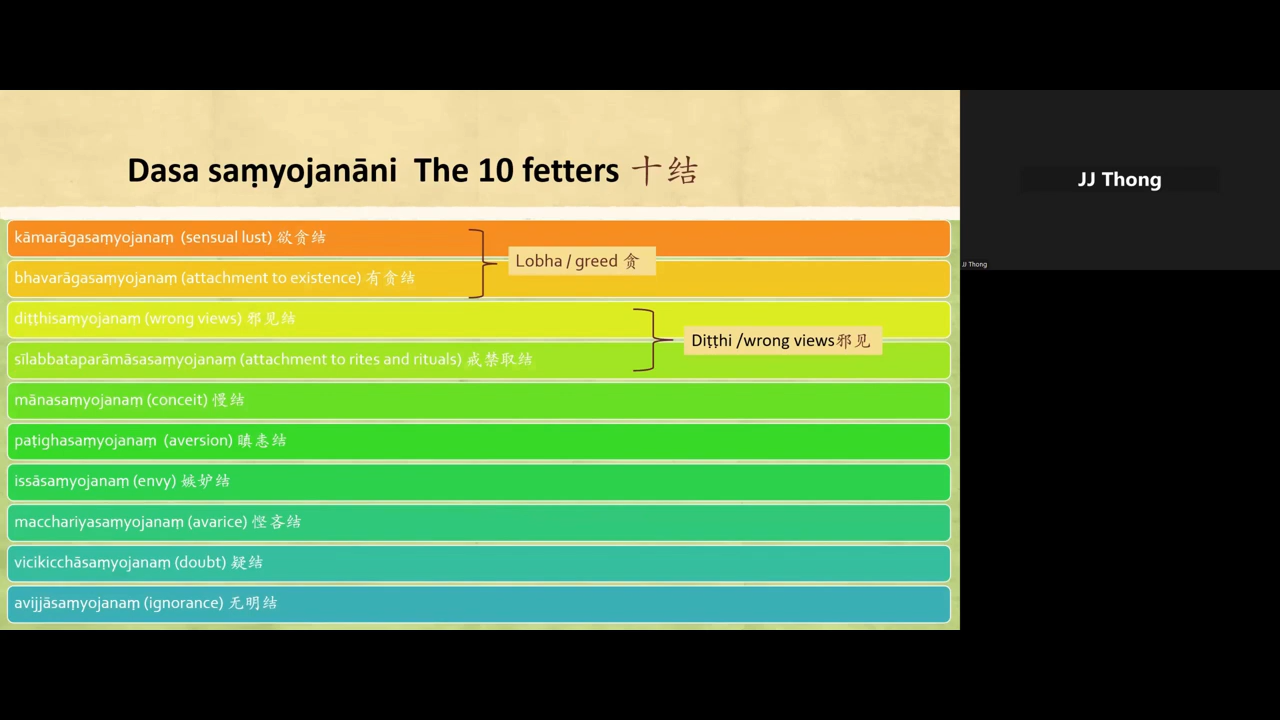 Dasa saṃyojanāni The 10 fetters 十结
kāmarāgasaṃyojanaṃ (sensual lust) 欲贪结
bhavarāgasaṃyojanaṃ (attachment to existence) 有贪结
Lobha / greed 贪
diṭṭhisaṃyojanaṃ (wrong views) 邪见结
sīlabbataparāmāsasaṃyojanaṃ (attachment to rites and rituals) 戒禁取结
Diṭṭhi /wrong views邪见
mānasaṃyojanaṃ (conceit) 慢结
paṭighasaṃyojanaṃ (aversion) 瞋恚结
issāsaṃyojanaṃ (envy) 嫉妒结
macchariyasaṃyojanaṃ (avarice) 悭吝结
vicikicchāsaṃyojanaṃ (doubt) 疑结
avijjāsaṃyojanaṃ (ignorance) 无明结
JJ Thong
JJ Thong